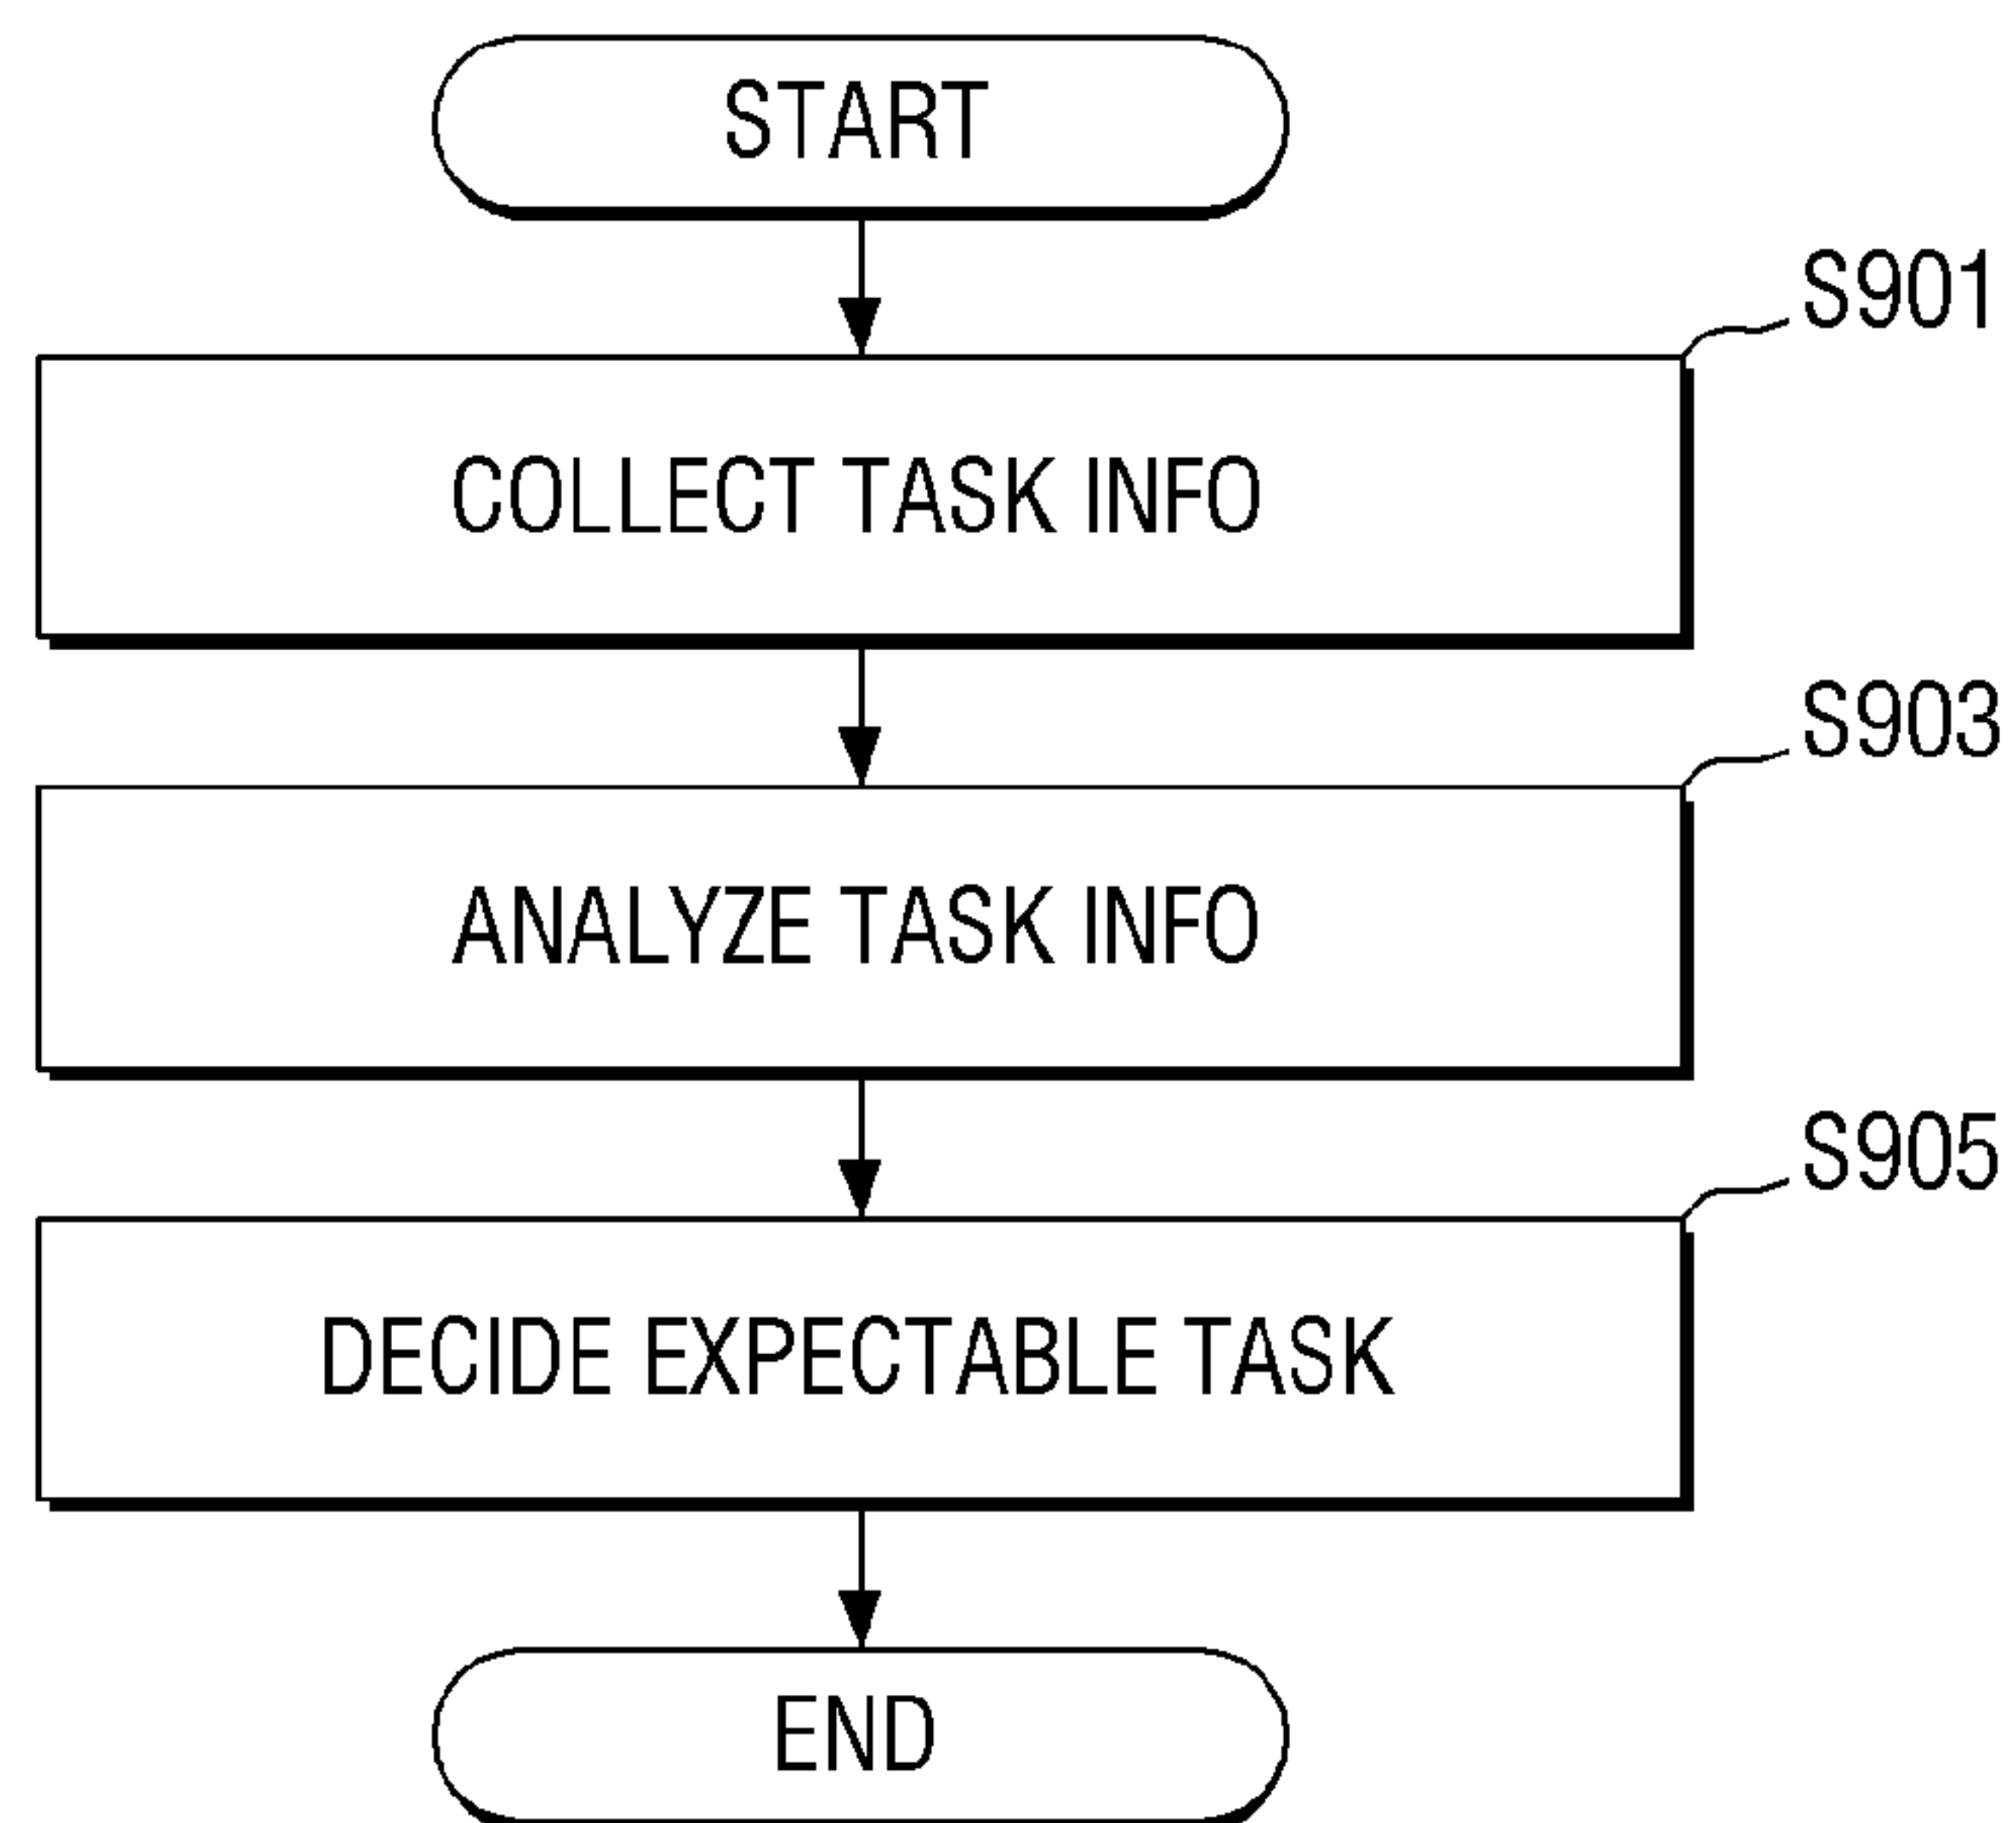 START
S901
COLLECT TASK INFO
S903
ANALYZE TASK INFO
S905
DECIDE EXPECTABLE TASK
END